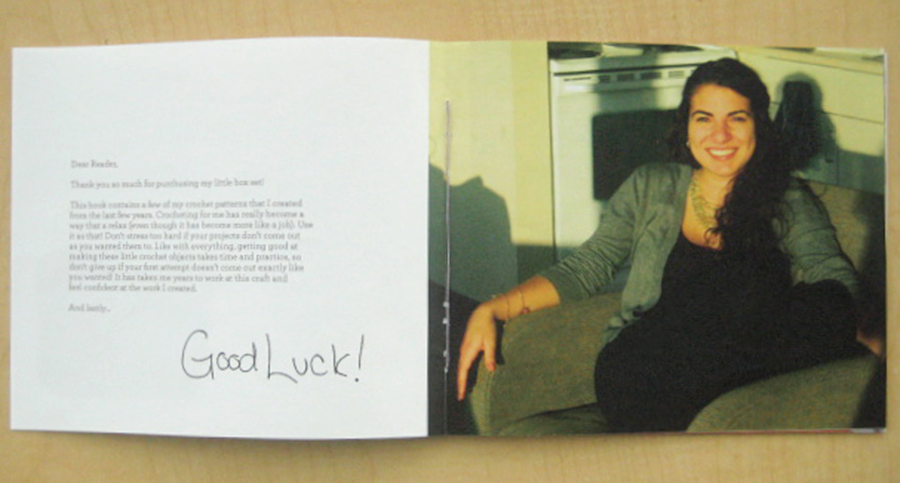 Dear Reader,
Thank you so much for purchasing my little box set!
This book contains a few of my crochet patterns that I created
from the last few years. Crocheting for me has really become a
way that a relax (even though it has become more like a job). Use
it as that! Don't stress too hard if your projects don't come out
as you wanted them to. Like with everything, getting good at
making these little crochet objects takes time and practice, so
don't give up if your first attempt doesn't come out exactly like
you wanted! It has taken me years to work at this craft and
feel confident at the work I created.
And lastly...
Good Luck!